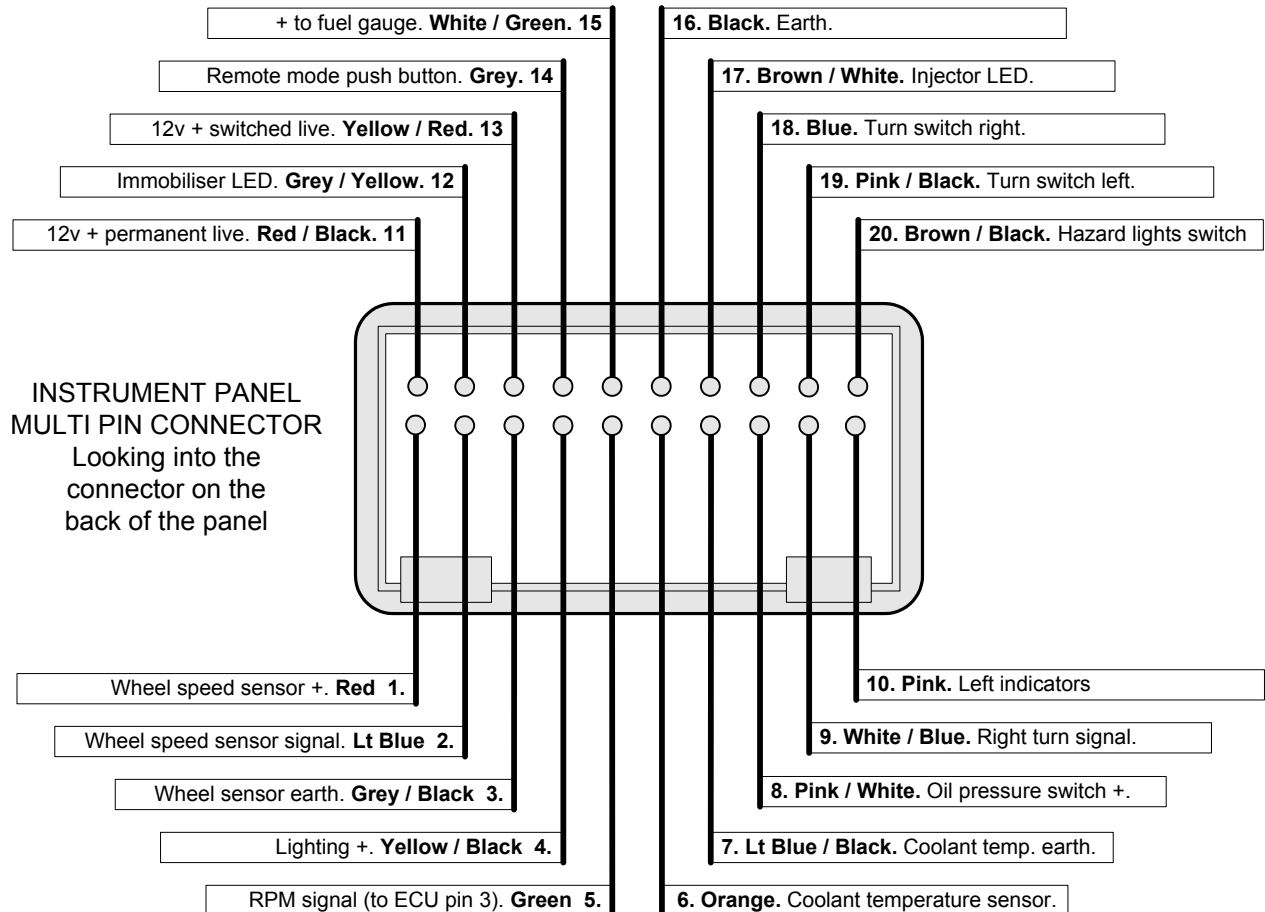 + to fuel gauge. White / Green. 15
16. Black. Earth.
Remote mode push button. Grey. 14
17. Brown / White. Injector LED.
12v + switched live. Yellow / Red. 13
18. Blue. Turn switch right.
Immobiliser LED. Grey / Yellow. 12
19. Pink / Black. Turn switch left.
12v + permanent live. Red / Black. 11
20. Brown / Black. Hazard lights switch
INSTRUMENT PANEL
MULTI PIN CONNECTOR
Looking into the
connector on the
back of the panel
Wheel speed sensor +. Red 1.
10. Pink. Left indicators
Wheel speed sensor signal. Lt Blue 2.
9. White / Blue. Right turn signal.
Wheel sensor earth. Grey / Black 3.
8. Pink / White. Oil pressure switch +.
Lighting +. Yellow / Black 4.
7. Lt Blue / Black. Coolant temp. earth.
RPM signal (to ECU pin 3). Green 5.
6. Orange. Coolant temperature sensor.